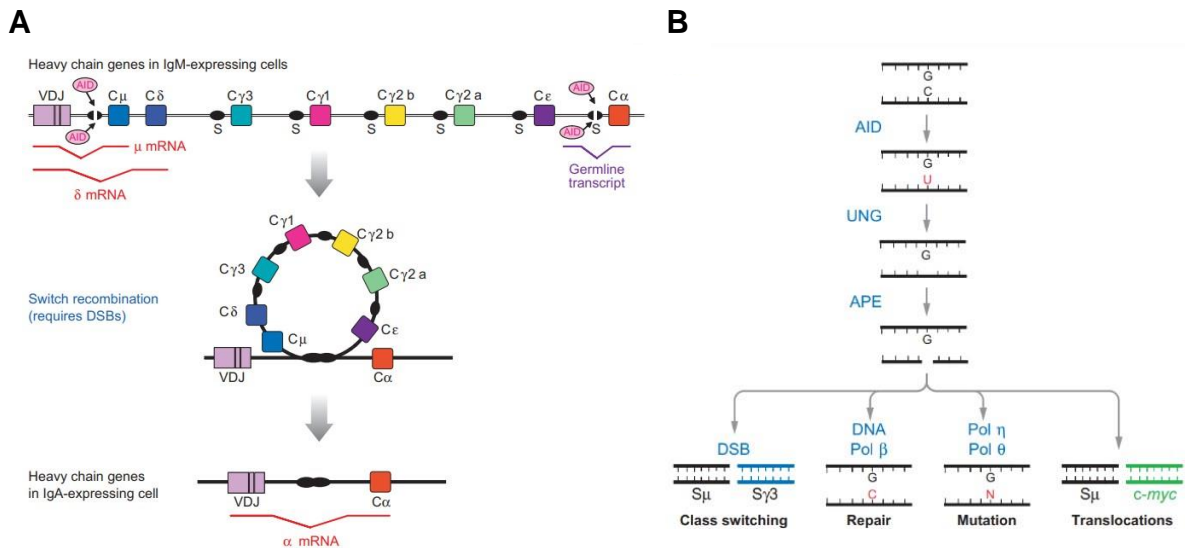 A
Heavy chain genes in IgM-expressing cells
VDJ AID Cμ Cδ Cγ3 Cγ1 Cγ2 b Cγ2 a Cε AID Cα
S S S S S S
AID AID
μ mRNA
δ mRNA
Germline
transcript
Cγ1 Cγ2 b
Cγ3 Cγ2 a
Switch recombination
(requires DSBs)
Cδ Cμ Cε
VDJ Cα
Heavy chain genes
in IgA-expressing cell
VDJ Cα
α mRNA
B
G
C
AID
G
U
UNG
G
APE
G
DSB
DNA
Pol β
Pol η
Pol θ
Sμ Sγ3
G
C
G
N
Sμ c-myc
Class switching Repair Mutation Translocations